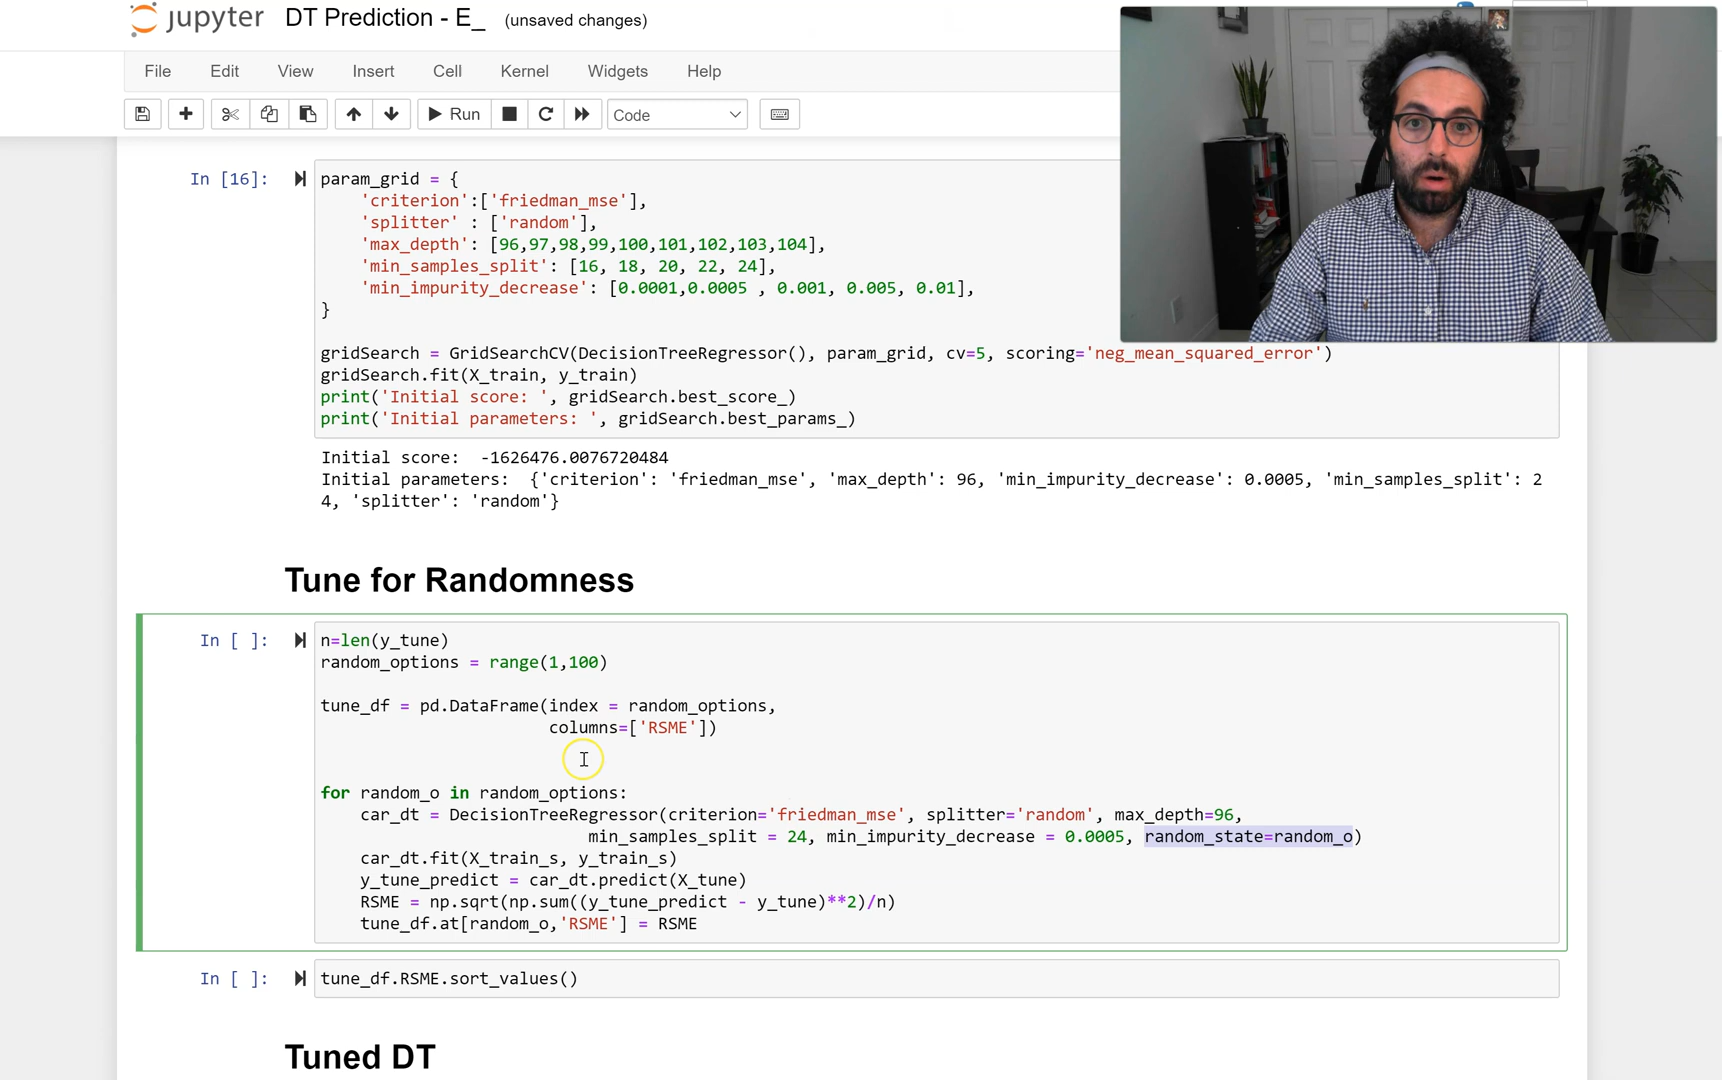 jupyter DT Prediction - E_ (unsaved changes)
File Edit View Insert Cell Kernel Widgets Help
Run Code
In [16]: param_grid = {
'criterion':['friedman_mse'],
'splitter' : ['random'],
'max_depth': [96,97,98,99,100,101,102,103,104],
'min_samples_split': [16, 18, 20, 22, 24],
'min_impurity_decrease': [0.0001,0.0005 , 0.001, 0.005, 0.01],
}
gridSearch = GridSearchCV(DecisionTreeRegressor(), param_grid, cv=5, scoring='neg_mean_squared_error')
gridSearch.fit(X_train, y_train)
print('Initial score: ', gridSearch.best_score_)
print('Initial parameters: ', gridSearch.best_params_)
Initial score:  -1626476.0076720484
Initial parameters:  {'criterion': 'friedman_mse', 'max_depth': 96, 'min_impurity_decrease': 0.0005, 'min_samples_split': 2
4, 'splitter': 'random'}
Tune for Randomness
In [ ]: n=len(y_tune)
random_options = range(1,100)
tune_df = pd.DataFrame(index = random_options,
columns=['RSME'])
for random_o in random_options:
car_dt = DecisionTreeRegressor(criterion='friedman_mse', splitter='random', max_depth=96,
min_samples_split = 24, min_impurity_decrease = 0.0005, random_state=random_o)
car_dt.fit(X_train_s, y_train_s)
y_tune_predict = car_dt.predict(X_tune)
RSME = np.sqrt(np.sum((y_tune_predict - y_tune)**2)/n)
tune_df.at[random_o,'RSME'] = RSME
In [ ]: tune_df.RSME.sort_values()
Tuned DT